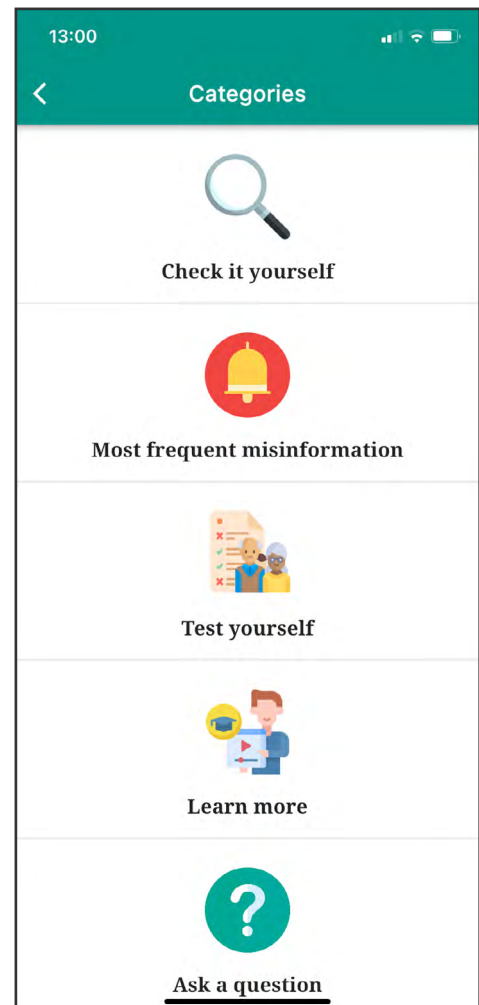 13:00
Categories
Check it yourself
Most frequent misinformation
Test yourself
Learn more
?
Ask a question